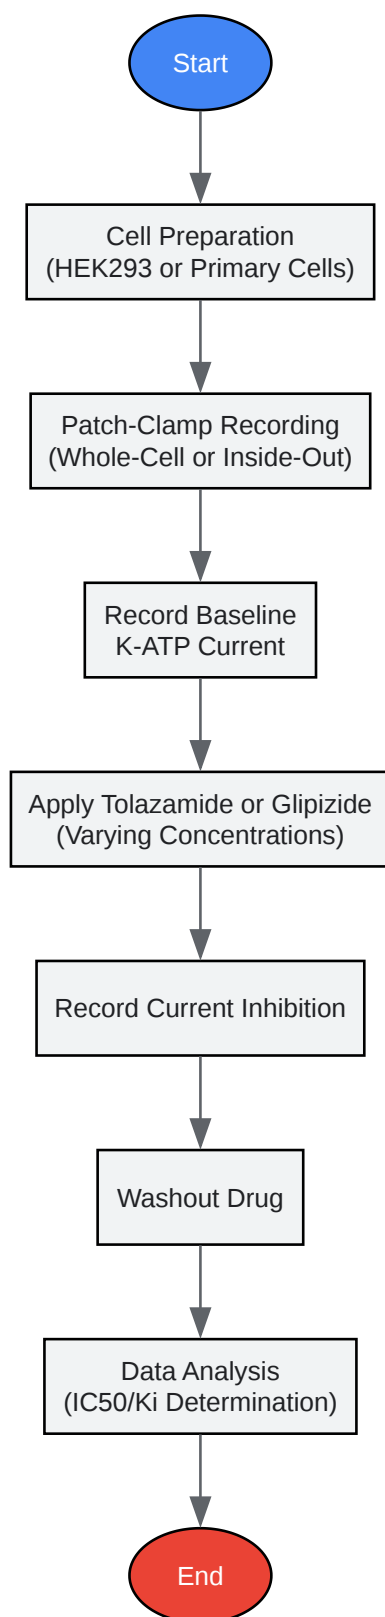 Start
Cell Preparation
(HEK293 or Primary Cells)
Patch-Clamp Recording
(Whole-Cell or Inside-Out)
Record Baseline
K-ATP Current
Apply Tolazamide or Glipizide
(Varying Concentrations)
Record Current Inhibition
Washout Drug
Data Analysis
(IC50/Ki Determination)
End